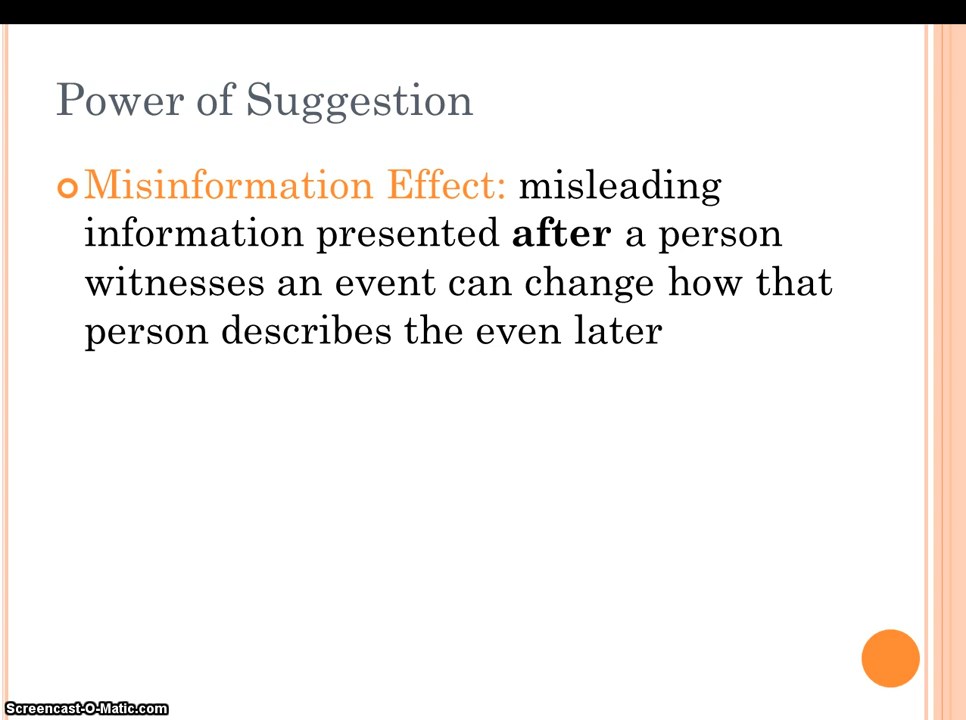 Power of Suggestion
Misinformation Effect: misleading
information presented after a person
witnesses an event can change how that
person describes the even later
Screencast-O-Matic.com